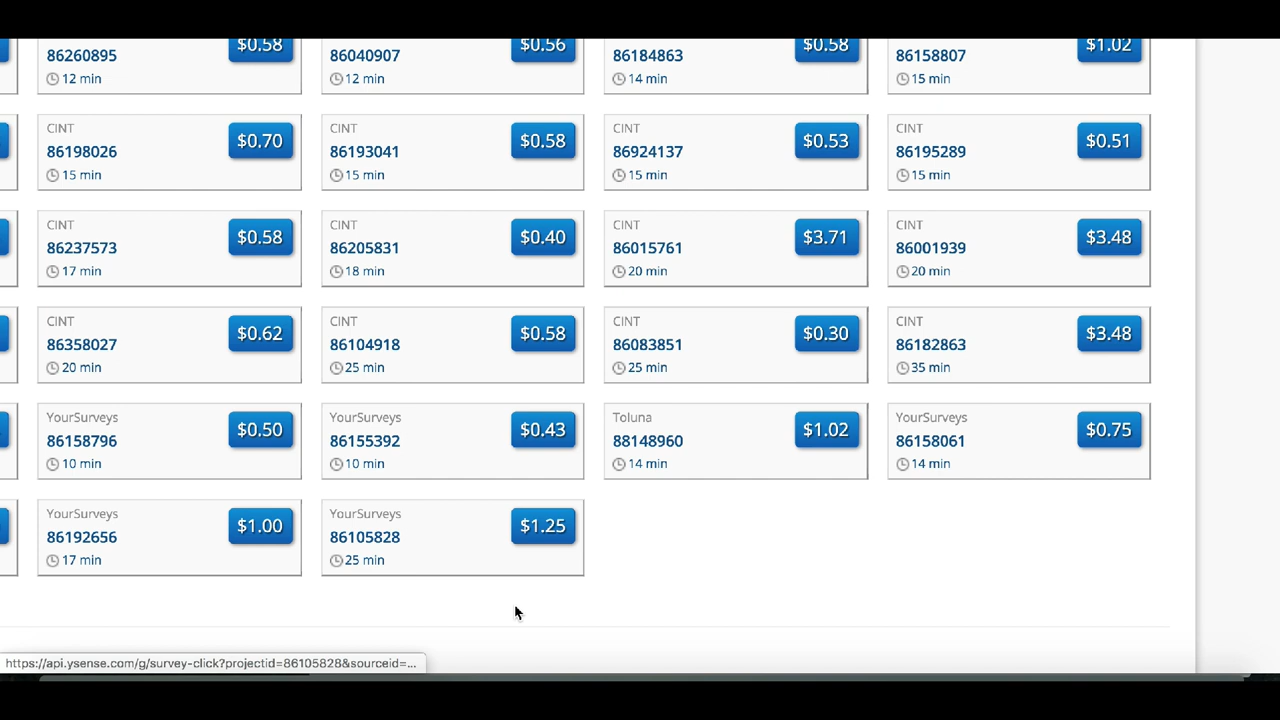 $0.58 $0.56 $0.58 $1.02
86260895 86040907 86184863 86158807
12 min 12 min 14 min 15 min
CINT CINT CINT CINT
$0.70 $0.58 $0.53 $0.51
86198026 86193041 86924137 86195289
15 min 15 min 15 min 15 min
CINT CINT CINT CINT
$0.58 $0.40 $3.71 $3.48
86237573 86205831 86015761 86001939
17 min 18 min 20 min 20 min
CINT CINT CINT CINT
$0.62 $0.58 $0.30 $3.48
86358027 86104918 86083851 86182863
20 min 25 min 25 min 35 min
YourSurveys YourSurveys Toluna YourSurveys
$0.50 $0.43 $1.02 $0.75
86158796 86155392 88148960 86158061
10 min 10 min 14 min 14 min
YourSurveys YourSurveys
$1.00 $1.25
86192656 86105828
17 min 25 min
https://api.ysense.com/g/survey-click?projectid=86105828&sourceid=...